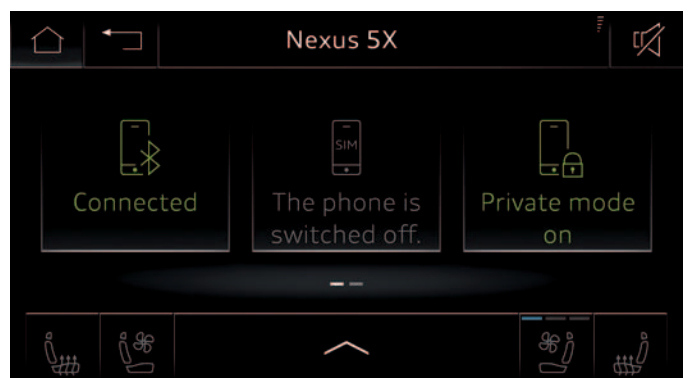 Nexus 5X
SIM
Connected
The phone is
switched off.
Private mode
on